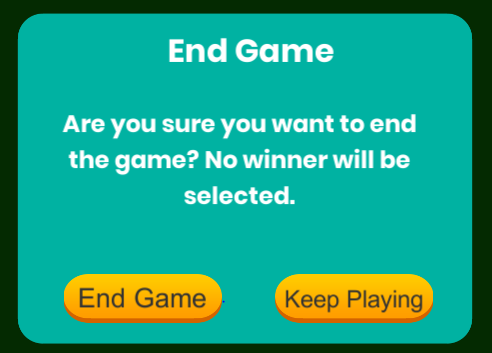 End Game
Are you sure you want to end
the game? No winner will be
selected.
End Game
Keep Playing